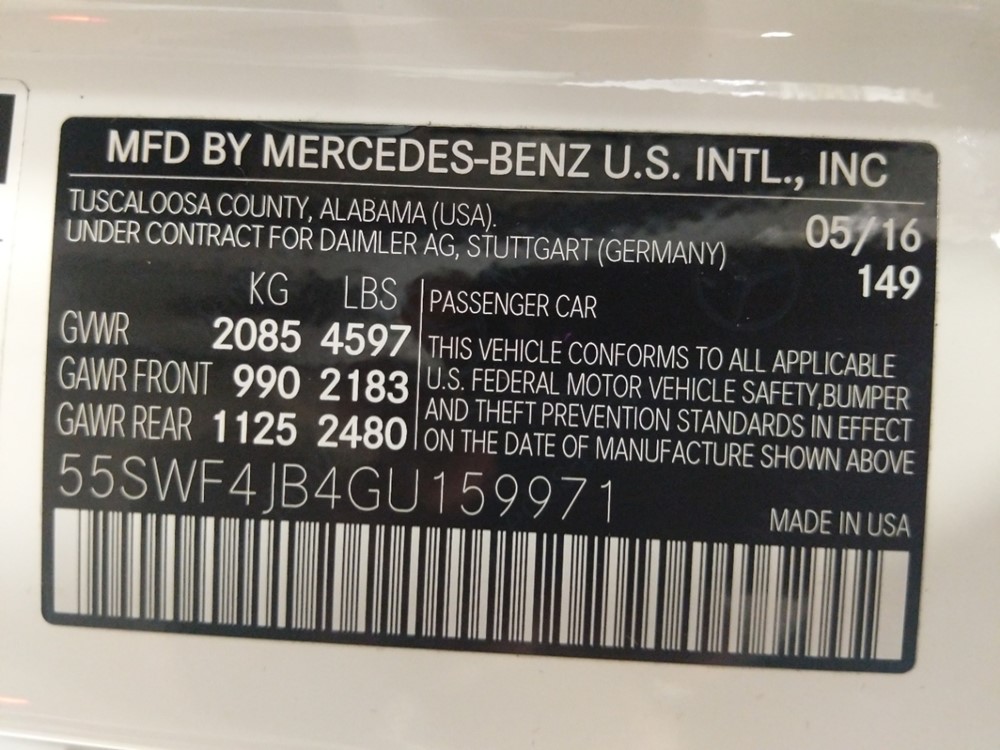 MFD BY MERCEDES-BENZ U.S. INTL., INC
TUSCALOOSA COUNTY, ALABAMA (USA).
UNDER CONTRACT FOR DAIMLER AG, STUTTGART (GERMANY)
05/16
149
KG LBS
GVWR 2085 4597
GAWR FRONT 990 2183
GAWR REAR 1125 2480
PASSENGER CAR
THIS VEHICLE CONFORMS TO ALL APPLICABLE
U.S. FEDERAL MOTOR VEHICLE SAFETY,BUMPER
AND THEFT PREVENTION STANDARDS IN EFFECT
ON THE DATE OF MANUFACTURE SHOWN ABOVE
55SWF4JB4GU159971
MADE IN USA